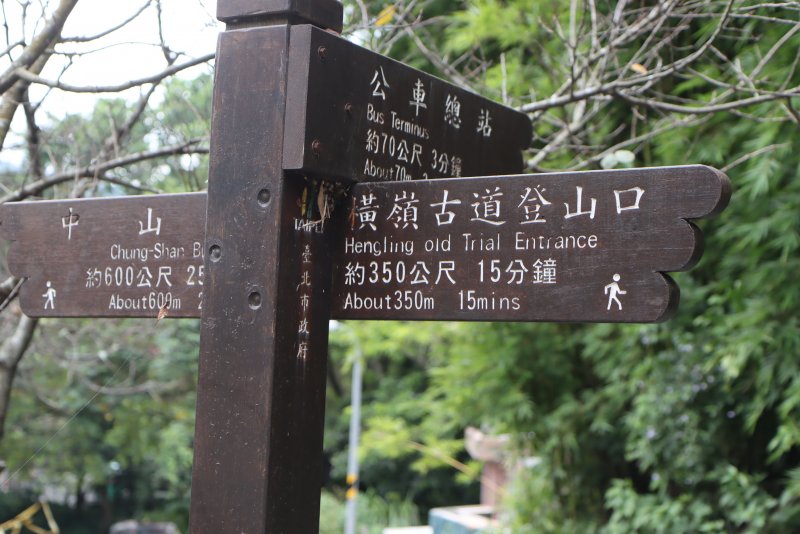 公車總站
Bus Terminus
約70公尺 3分鐘
About70m
橫嶺古道登山口
Hengling old Trial Entrance
約350公尺 15分鐘
About350m 15mins
中山
Chung-Shan
約600公尺
About600m
TAIPEI
臺北市政府